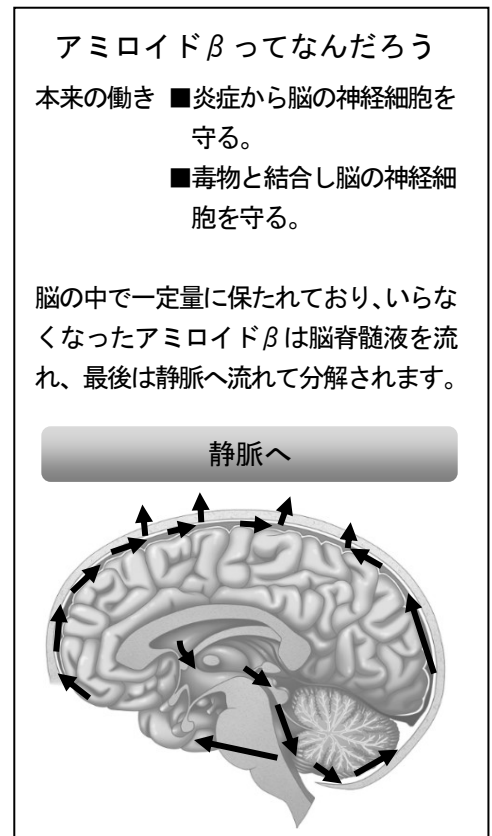 アミロイドβってなんだろう
本来の働き ■炎症から脳の神経細胞を
守る。
■毒物と結合し脳の神経細
胞を守る。
脳の中で一定量に保たれており、いらな
くなったアミロイドβは脳脊髄液を流
れ、最後は静脈へ流れて分解されます。
静脈へ